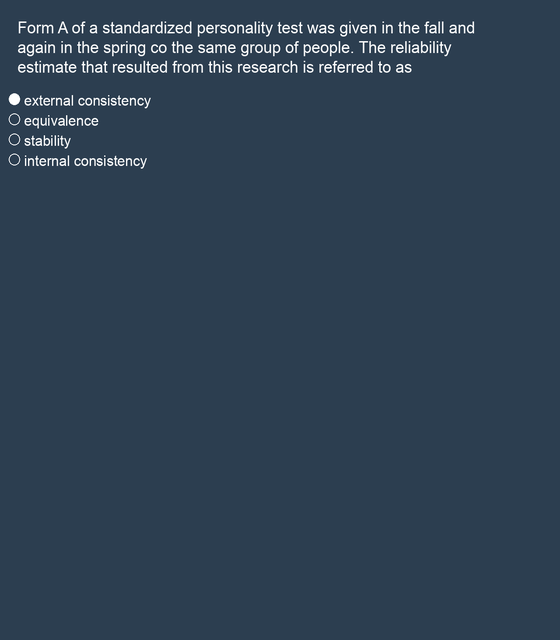 Form A of a standardized personality test was given in the fall and
again in the spring co the same group of people. The reliability
estimate that resulted from this research is referred to as
external consistency
equivalence
stability
internal consistency